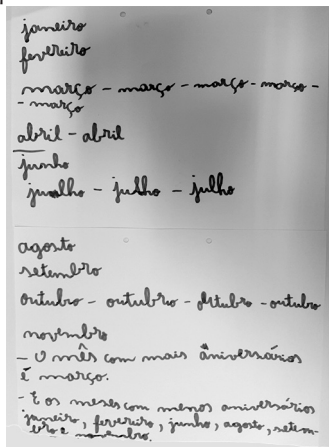 janeiro
fevereiro
março - março - março - março -
- março
abril - abril
junho
julho - julho - julho
agosto
setembro
outubro - outubro - outubro - outubro
novembro
- O mês com mais aniversários
é março.
- E os meses com menos aniversários
janeiro, fevereiro, junho, agosto, setem-
bro e novembro.